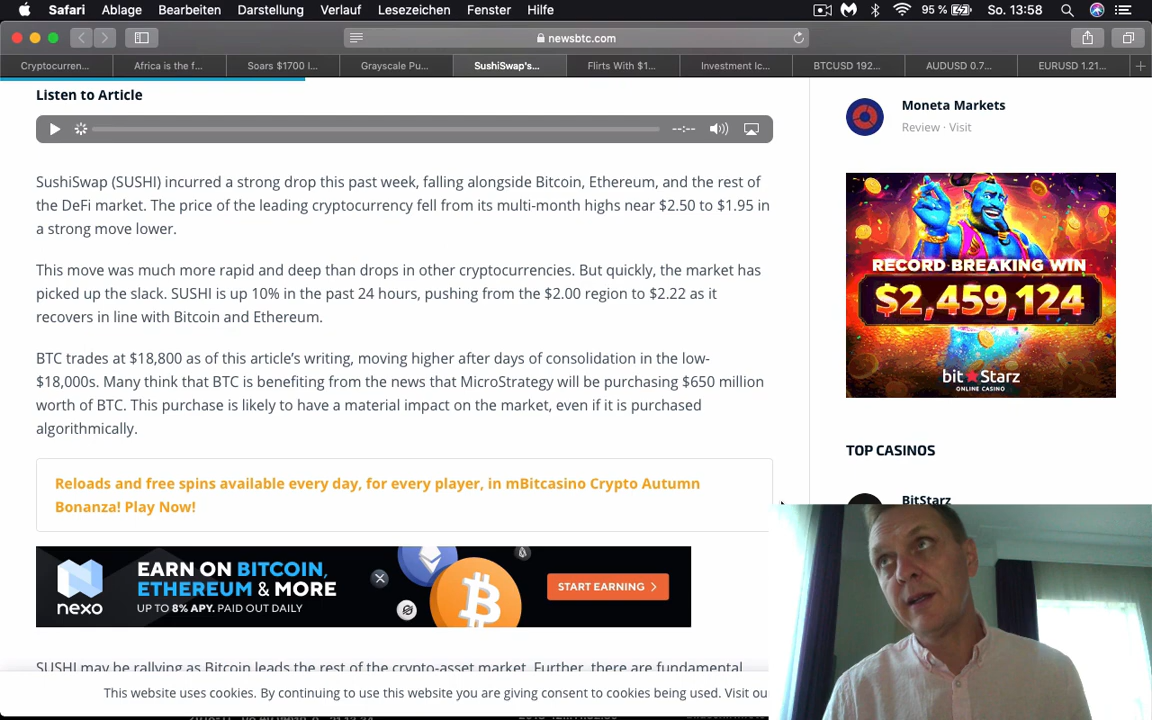 Safari Ablage Bearbeiten Darstellung Verlauf Lesezeichen Fenster Hilfe 95 % So. 13:58
newsbtc.com
Cryptocurren... Africa is the f... Soars $1700 I... Grayscale Pu... SushiSwap's... Flirts With $1... Investment Ic... BTCUSD 192... AUDUSD 0.7... EURUSD 1.21...
Listen to Article
--:--
SushiSwap (SUSHI) incurred a strong drop this past week, falling alongside Bitcoin, Ethereum, and the rest of
the DeFi market. The price of the leading cryptocurrency fell from its multi-month highs near $2.50 to $1.95 in
a strong move lower.
This move was much more rapid and deep than drops in other cryptocurrencies. But quickly, the market has
picked up the slack. SUSHI is up 10% in the past 24 hours, pushing from the $2.00 region to $2.22 as it
recovers in line with Bitcoin and Ethereum.
BTC trades at $18,800 as of this article's writing, moving higher after days of consolidation in the low-
$18,000s. Many think that BTC is benefiting from the news that MicroStrategy will be purchasing $650 million
worth of BTC. This purchase is likely to have a material impact on the market, even if it is purchased
algorithmically.
Reloads and free spins available every day, for every player, in mBitcasino Crypto Autumn
Bonanza! Play Now!
nexo
EARN ON BITCOIN,
ETHEREUM & MORE
UP TO 8% APY. PAID OUT DAILY
START EARNING
SUSHI may be rallying as Bitcoin leads the rest of the crypto-asset market. Further, there are fundamental
This website uses cookies. By continuing to use this website you are giving consent to cookies being used. Visit ou
Moneta Markets
Review · Visit
RECORD BREAKING WIN
$2,459,124
bitStarz
ONLINE CASINO
TOP CASINOS
BitStarz